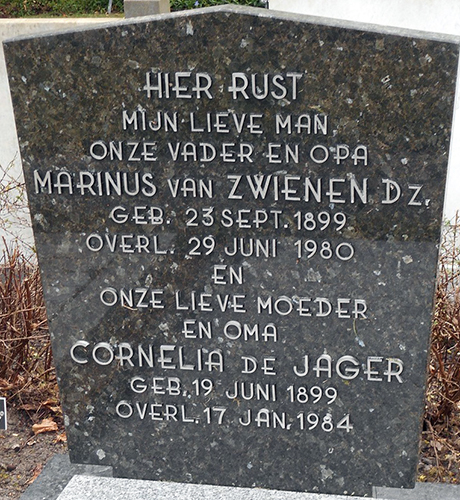 HIER RUST
MIJN LIEVE MAN,
ONZE VADER EN OPA
MARINUS VAN ZWIENEN DZ.
GEB. 23 SEPT. 1899
OVERL. 29 JUNI 1980
EN
ONZE LIEVE MOEDER
EN OMA
CORNELIA DE JAGER
GEB. 19 JUNI 1899
OVERL. 17 JAN. 1984